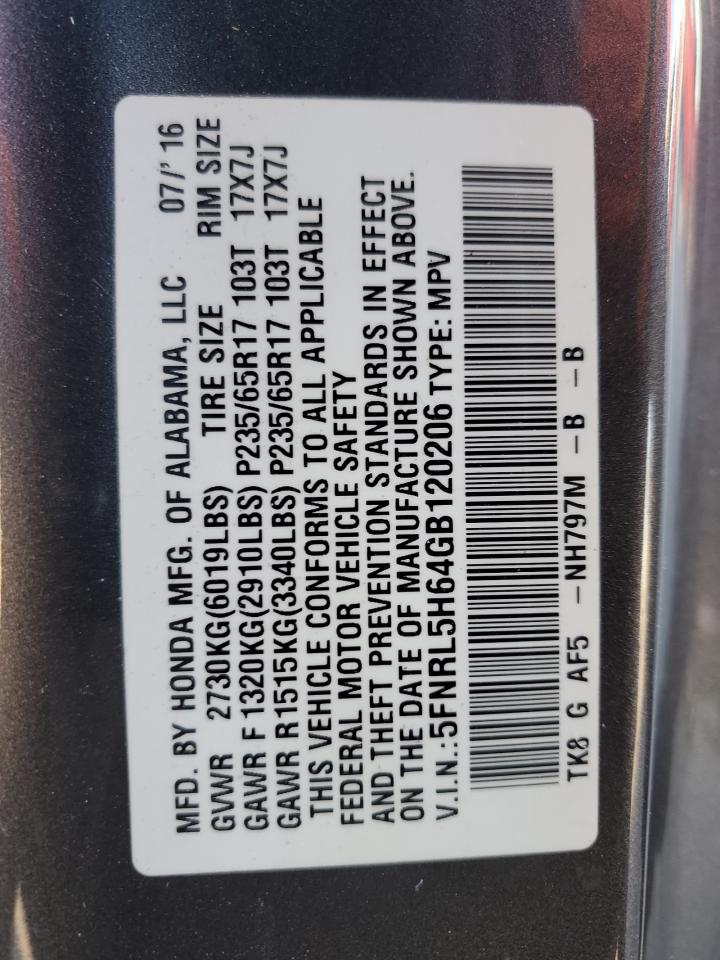 MFD. BY HONDA MFG. OF ALABAMA, LLC 07/'16
GVWR 2730KG(6019LBS) TIRE SIZE RIM SIZE
GAWR F 1320KG(2910LBS) P235/65R17 103T 17X7J
GAWR R 1515KG(3340LBS) P235/65R17 103T 17X7J
THIS VEHICLE CONFORMS TO ALL APPLICABLE
FEDERAL MOTOR VEHICLE SAFETY
AND THEFT PREVENTION STANDARDS IN EFFECT
ON THE DATE OF MANUFACTURE SHOWN ABOVE.
V.I.N.:5FNRL5H64GB120206 TYPE: MPV
TK8 G AF5 -NH797M -B -B